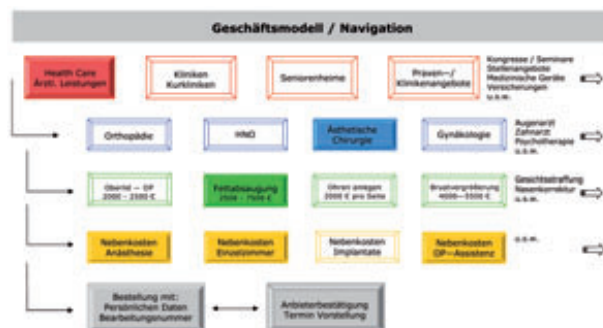 Geschäftsmodell / Navigation
Health Care
Ärztl. Leistungen
Kliniken
Kurkliniken
Seniorenheime
Präven-/
Klinikenangebote
Kongresse / Seminare
Stellenangebote
Medizinische Geräte
Versicherungen
u.s.w.
Orthopädie
HNO
Ästhetische
Chirurgie
Gynäkologie
Augenarzt
Zahnarzt
Psychotherapie
u.s.w.
Oberlid – OP
2000 – 2500 €
Fettabsaugung
2500 – 7500 €
Ohren anlegen
2000 € pro Seite
Brustvergrößerung
4000–5500 €
Gesichtsstraffung
Nasenkorrektur
u.s.w.
Nebenkosten
Anästhesie
Nebenkosten
Einzelzimmer
Nebenkosten
Implantate
Nebenkosten
OP–Assistenz
u.s.w.
Bestellung mit:
Persönlichen Daten
Bearbeitungsnummer
Anbieterbestätigung
Termin Vorstellung